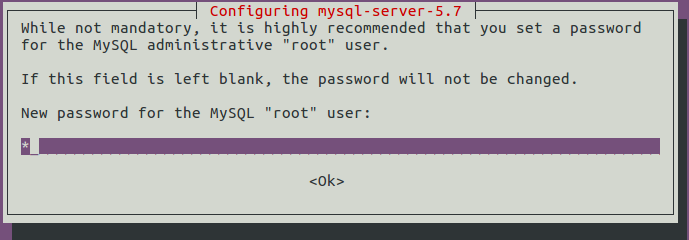 Configuring mysql-server-5.7
While not mandatory, it is highly recommended that you set a password
for the MySQL administrative "root" user.
If this field is left blank, the password will not be changed.
New password for the MySQL "root" user:
*_
<Ok>